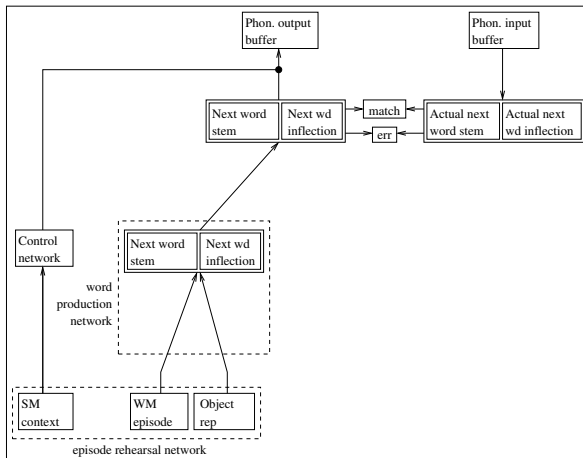 Phon. output
buffer
Phon. input
buffer
Next word
stem
Next wd
inflection
match
err
Actual next
word stem
Actual next
wd inflection
Control
network
Next word
stem
Next wd
inflection
word
production
network
SM
context
WM
episode
Object
rep
episode rehearsal network